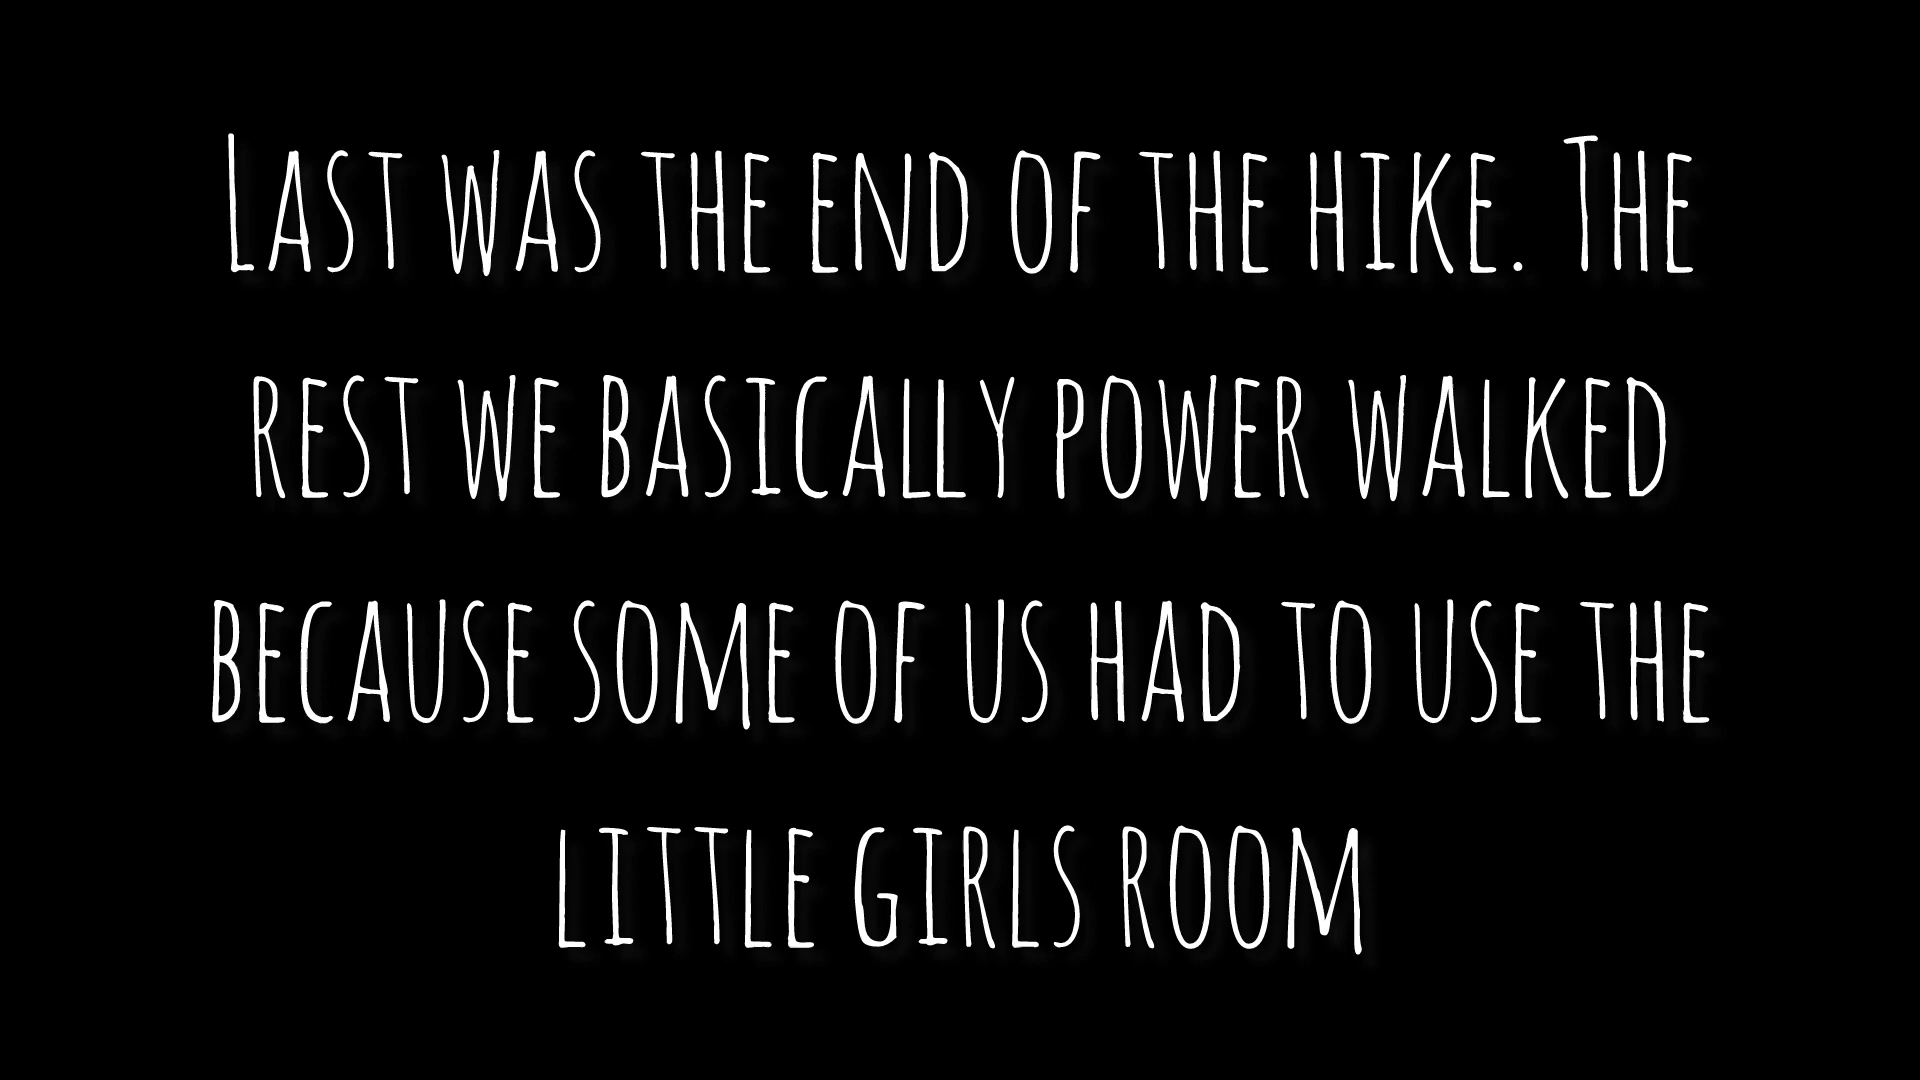 Last was the end of the hike. The
rest we basically power walked
because some of us had to use the
little girls room